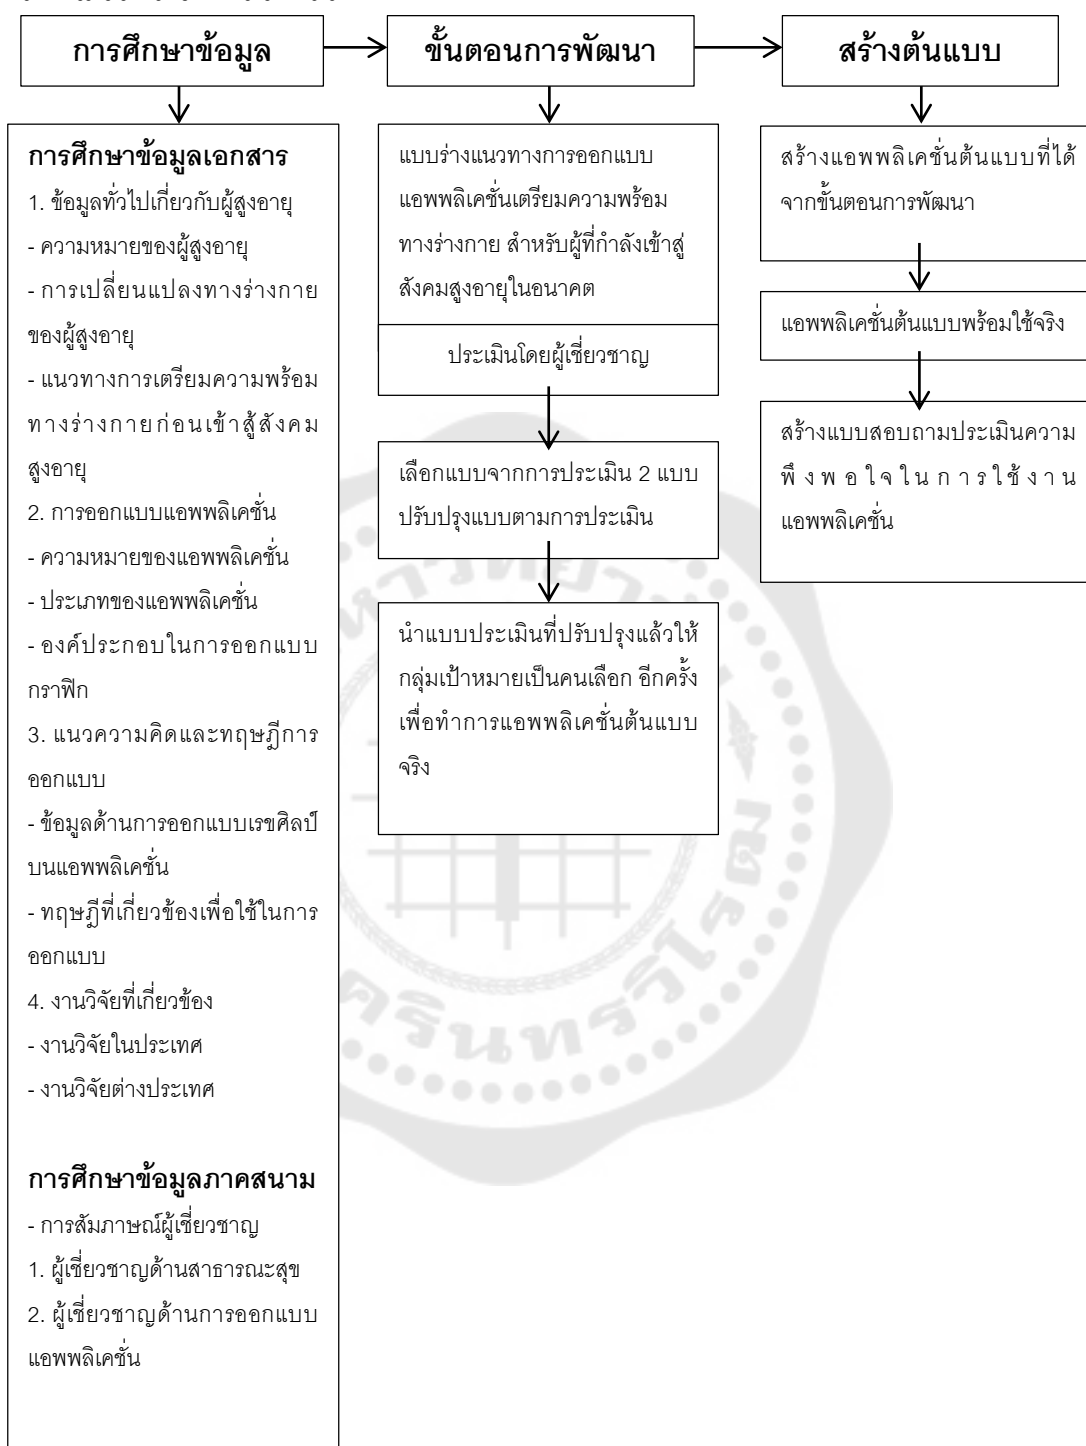 การศึกษาข้อมูล
ขั้นตอนการพัฒนา
สร้างต้นแบบ
การศึกษาข้อมูลเอกสาร
1. ข้อมูลทั่วไปเกี่ยวกับผู้สูงอายุ
- ความหมายของผู้สูงอายุ
- การเปลี่ยนแปลงทางร่างกาย
ของผู้สูงอายุ
- แนวทางการเตรียมความพร้อม
ทางร่างกายก่อนเข้าสู้สังคม
สูงอายุ
2. การออกแบบแอพพลิเคชั่น
- ความหมายของแอพพลิเคชั่น
- ประเภทของแอพพลิเคชั่น
- องค์ประกอบในการออกแบบ
กราฟิก
3. แนวความคิดและทฤษฎีการ
ออกแบบ
- ข้อมูลด้านการออกแบบเรขศิลป์
บนแอพพลิเคชั่น
- ทฤษฎีที่เกี่ยวข้องเพื่อใช้ในการ
ออกแบบ
4. งานวิจัยที่เกี่ยวข้อง
- งานวิจัยในประเทศ
- งานวิจัยต่างประเทศ
การศึกษาข้อมูลภาคสนาม
- การสัมภาษณ์ผู้เชี่ยวชาญ
1. ผู้เชี่ยวชาญด้านสาธารณะสุข
2. ผู้เชี่ยวชาญด้านการออกแบบ
แอพพลิเคชั่น
แบบร่างแนวทางการออกแบบ
แอพพลิเคชั่นเตรียมความพร้อม
ทางร่างกาย สำหรับผู้ที่กำลังเข้าสู่
สังคมสูงอายุในอนาคต
ประเมินโดยผู้เชี่ยวชาญ
เลือกแบบจากการประเมิน 2 แบบ
ปรับปรุงแบบตามการประเมิน
นำแบบประเมินที่ปรับปรุงแล้วให้
กลุ่มเป้าหมายเป็นคนเลือก อีกครั้ง
เพื่อทำการแอพพลิเคชั่นต้นแบบ
จริง
สร้างแอพพลิเคชั่นต้นแบบที่ได้
จากขั้นตอนการพัฒนา
แอพพลิเคชั่นต้นแบบพร้อมใช้จริง
สร้างแบบสอบถามประเมินความ
พึงพอใจในการใช้งาน
แอพพลิเคชั่น